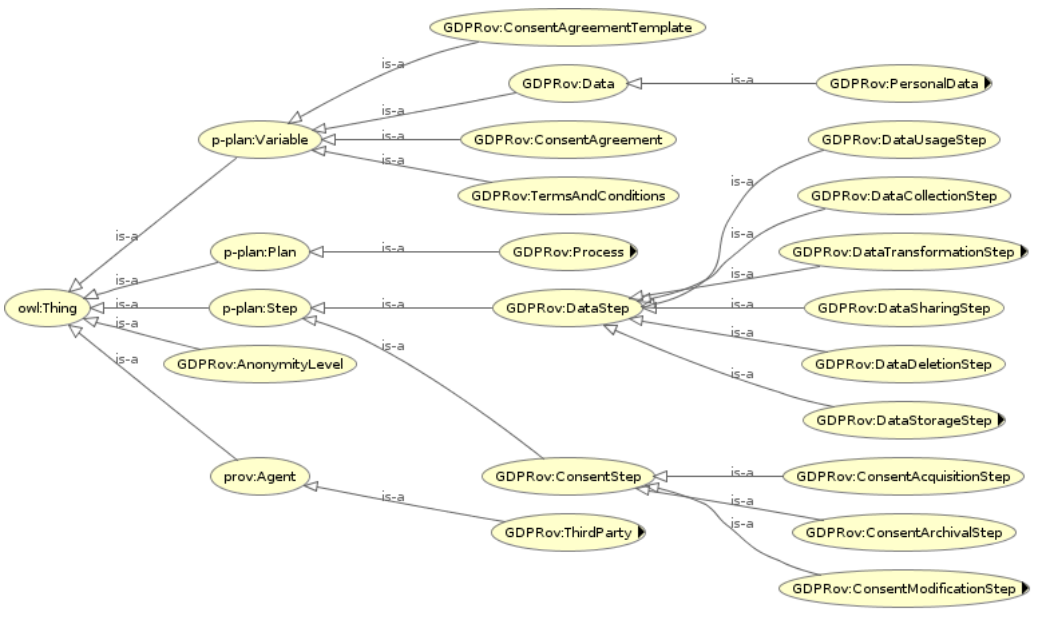 GDPRov:ConsentAgreementTemplate
is-a
GDPRov:Data
is-a
GDPRov:PersonalData
is-a
p-plan:Variable
is-a
GDPRov:ConsentAgreement
GDPRov:DataUsageStep
is-a
is-a
GDPRov:TermsAndConditions
GDPRov:DataCollectionStep
is-a
is-a
p-plan:Plan
is-a
GDPRov:Process
GDPRov:DataTransformationStep
is-a
is-a
owl:Thing
is-a
p-plan:Step
is-a
GDPRov:DataStep
is-a
GDPRov:DataSharingStep
is-a
is-a
is-a
GDPRov:AnonymityLevel
is-a
GDPRov:DataDeletionStep
is-a
GDPRov:DataStorageStep
prov:Agent
GDPRov:ConsentStep
is-a
GDPRov:ConsentAcquisitionStep
is-a
is-a
is-a
GDPRov:ThirdParty
GDPRov:ConsentArchivalStep
GDPRov:ConsentModificationStep